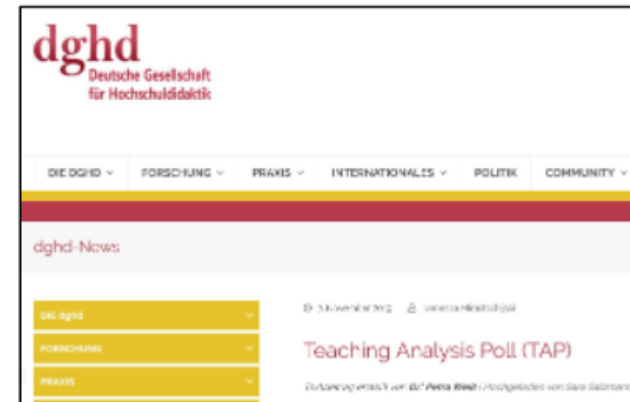 dghd
Deutsche Gesellschaft
für Hochschuldidaktik
DIE DGHD FORSCHUNG PRAXIS INTERNATIONALES POLITIK COMMUNITY
dghd-News
DIE dghd
FORSCHUNG
PRAXIS
Teaching Analysis Poll (TAP)